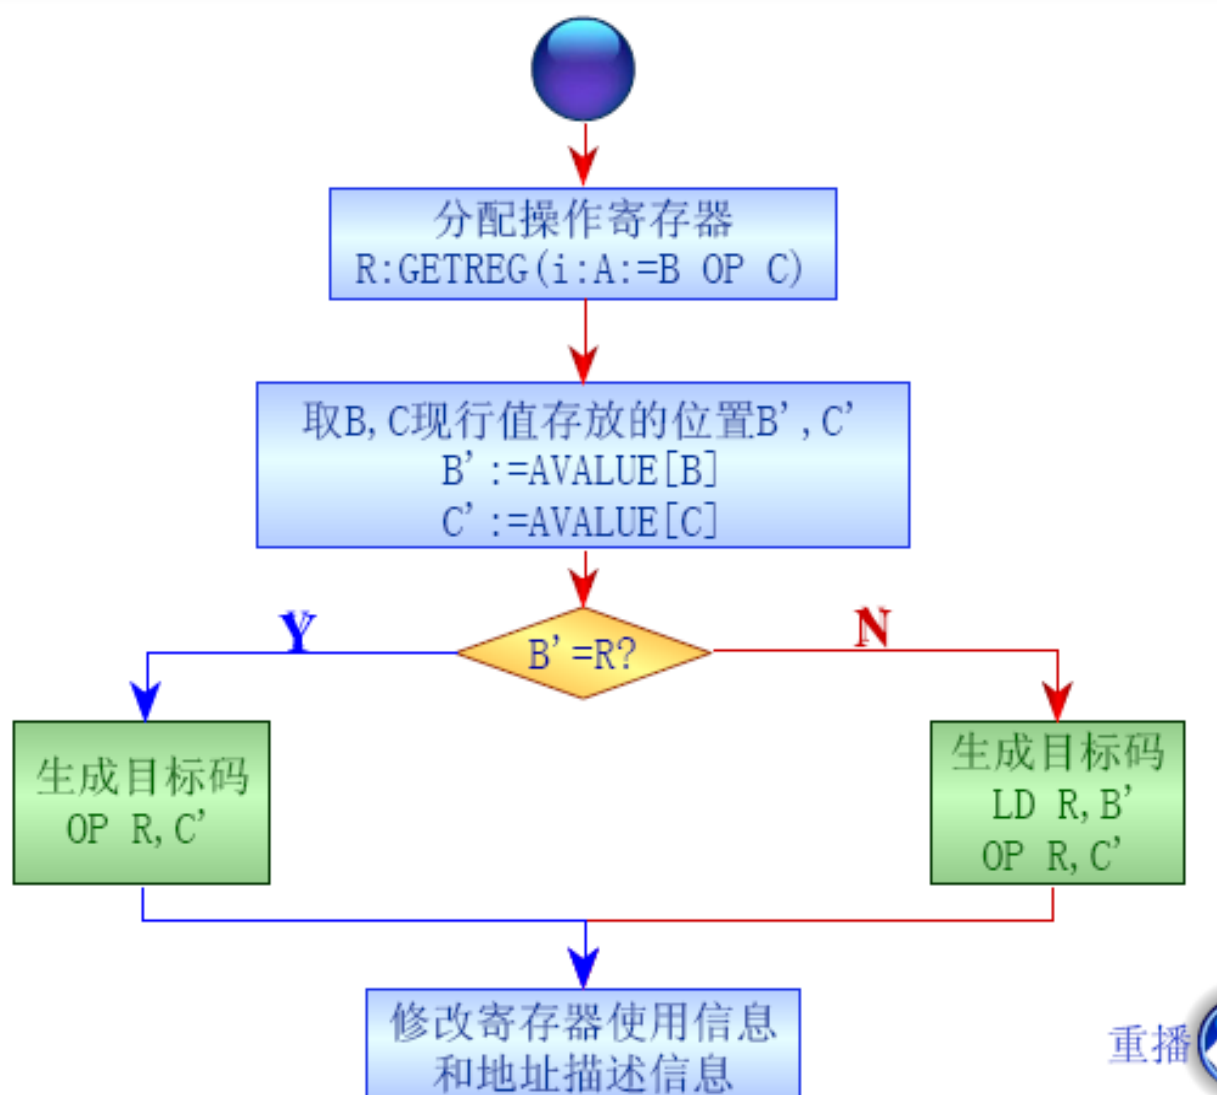 分配操作寄存器
R:GETREG(i:A:=B OP C)
取B,C现行值存放的位置B',C'
B':=AVALUE[B]
C':=AVALUE[C]
B'=R?
Y
N
生成目标码
OP R,C'
生成目标码
LD R,B'
OP R,C'
修改寄存器使用信息
和地址描述信息
重播